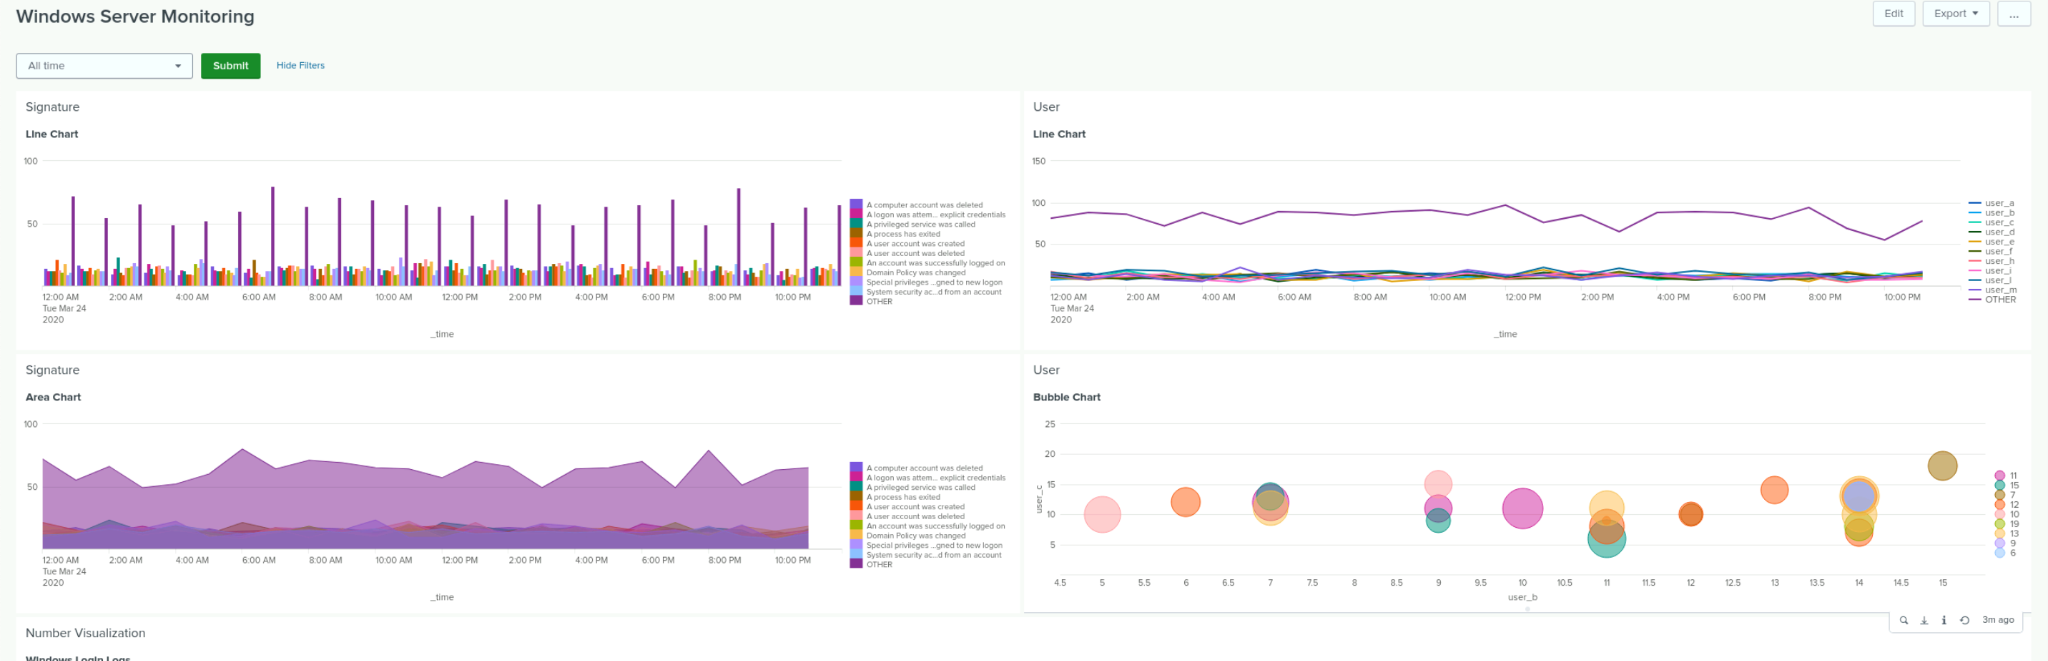 Windows Server Monitoring
Edit
Export
...
All time
Submit
Hide Filters
Signature
Line Chart
100
50
12:00 AM 2:00 AM 4:00 AM 6:00 AM 8:00 AM 10:00 AM 12:00 PM 2:00 PM 4:00 PM 6:00 PM 8:00 PM 10:00 PM
Tue Mar 24
2020
_time
A computer account was deleted
A logon was attem... explicit credentials
A privileged service was called
A process has exited
A user account was created
A user account was deleted
An account was successfully logged on
Domain Policy was changed
Special privileges ...gned to new logon
System security ac...d from an account
OTHER
User
Line Chart
150
100
50
12:00 AM 2:00 AM 4:00 AM 6:00 AM 8:00 AM 10:00 AM 12:00 PM 2:00 PM 4:00 PM 6:00 PM 8:00 PM 10:00 PM
Tue Mar 24
2020
_time
user_a
user_b
user_c
user_d
user_e
user_f
user_h
user_i
user_l
user_m
OTHER
Signature
Area Chart
100
50
12:00 AM 2:00 AM 4:00 AM 6:00 AM 8:00 AM 10:00 AM 12:00 PM 2:00 PM 4:00 PM 6:00 PM 8:00 PM 10:00 PM
Tue Mar 24
2020
_time
A computer account was deleted
A logon was attem... explicit credentials
A privileged service was called
A process has exited
A user account was created
A user account was deleted
An account was successfully logged on
Domain Policy was changed
Special privileges ...gned to new logon
System security ac...d from an account
OTHER
User
Bubble Chart
25
20
15
10
5
user_c
4.5 5 5.5 6 6.5 7 7.5 8 8.5 9 9.5 10 10.5 11 11.5 12 12.5 13 13.5 14 14.5 15
user_b
11
15
7
12
10
19
13
9
6
3m ago
Number Visualization
Windows Login Logs